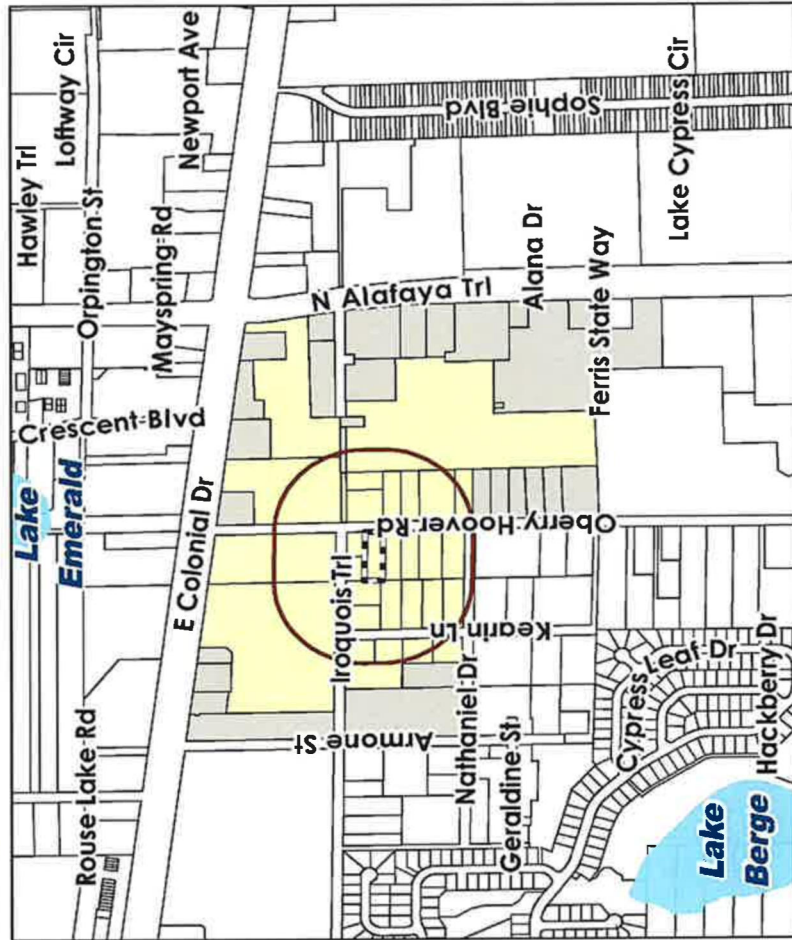 Hawley Trl
Loftway Cir
Orpington St
Newport Ave
Mayspring Rd
Crescent Blvd
Lake
Emerald
E Colonial Dr
Rouse Lake Rd
Sophie Blvd
Lake Cypress Cir
N Alafaya Trl
Alana Dr
Ferris State Way
Oberry Hoover Rd
Iroquois Trl
Kearin Ln
Nathaniel Dr
Armone St
Geraldine St
Cypress Leaf Dr
Hackberry Dr
Lake
Berge